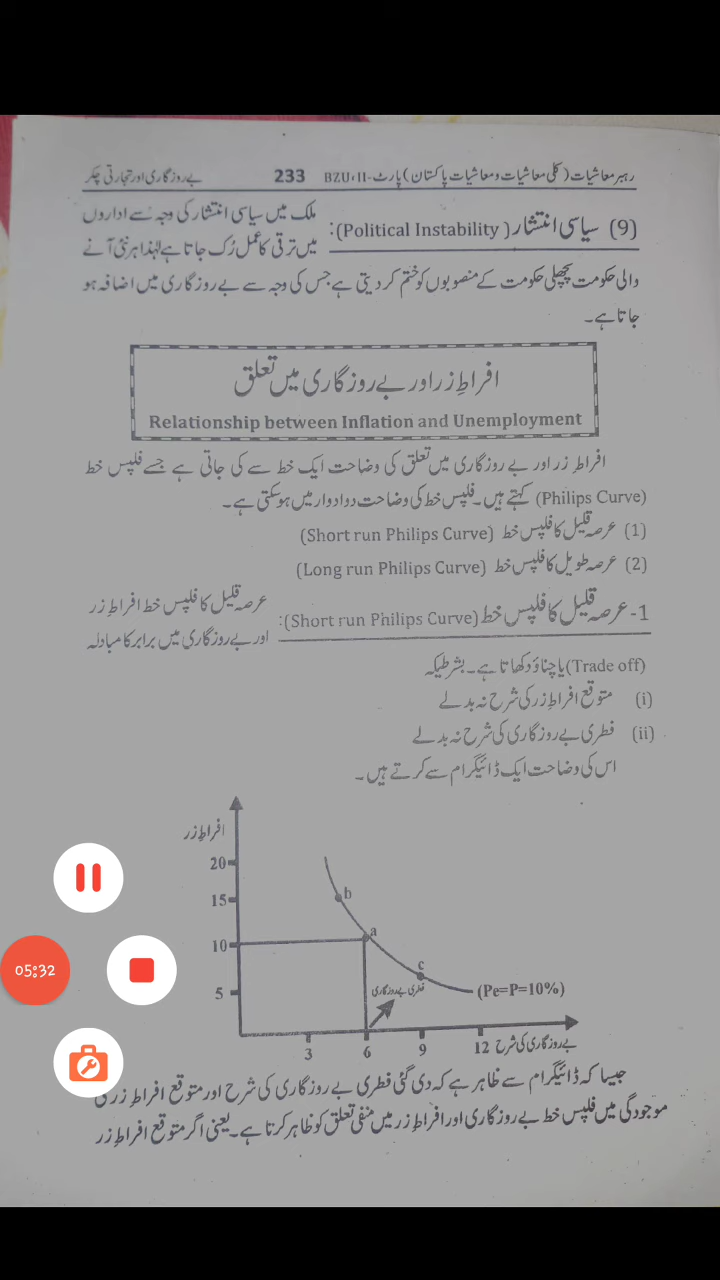 رہبر معاشیات (کلی معاشیات و معاشیات پاکستان) پارٹ-II، BZU 233 بے روزگاری اور تجارتی چکر
(9) سیاسی انتشار (Political Instability): ملک میں سیاسی انتشار کی وجہ سے اداروں
میں ترقی کا عمل رُک جاتا ہے لہٰذا ہر نئی آنے
والی حکومت پچھلی حکومت کے منصوبوں کو ختم کر دیتی ہے جس کی وجہ سے بے روزگاری میں اضافہ ہو
جاتا ہے۔
افراطِ زر اور بے روزگاری میں تعلق
Relationship between Inflation and Unemployment
افراطِ زر اور بے روزگاری میں تعلق کی وضاحت ایک خط سے کی جاتی ہے جسے فلپس خط
(Philips Curve) کہتے ہیں۔ فلپس خط کی وضاحت دو ادوار میں ہو سکتی ہے۔
(1) عرصہ قلیل کا فلپس خط (Short run Philips Curve)
(2) عرصہ طویل کا فلپس خط (Long run Philips Curve)
1- عرصہ قلیل کا فلپس خط (Short run Philips Curve): عرصہ قلیل کا فلپس خط افراطِ زر
اور بے روزگاری میں برابر کا مبادلہ
(Trade off) یا چناؤ دکھاتا ہے۔ بشرطیکہ
(i) متوقع افراطِ زر کی شرح نہ بدلے
(ii) فطری بے روزگاری کی شرح نہ بدلے
اس کی وضاحت ایک ڈائیگرام سے کرتے ہیں۔
افراطِ زر
20
15
b
10
a
5
c
فطری بے روزگاری
(Pe=P=10%)
3 6 9 12 بے روزگاری کی شرح
05:32
جیسا کہ ڈائیگرام سے ظاہر ہے کہ دی گئی فطری بے روزگاری کی شرح اور متوقع افراطِ زر کی
موجودگی میں فلپس خط بے روزگاری اور افراطِ زر میں منفی تعلق کو ظاہر کرتا ہے۔ یعنی اگر متوقع افراطِ زر